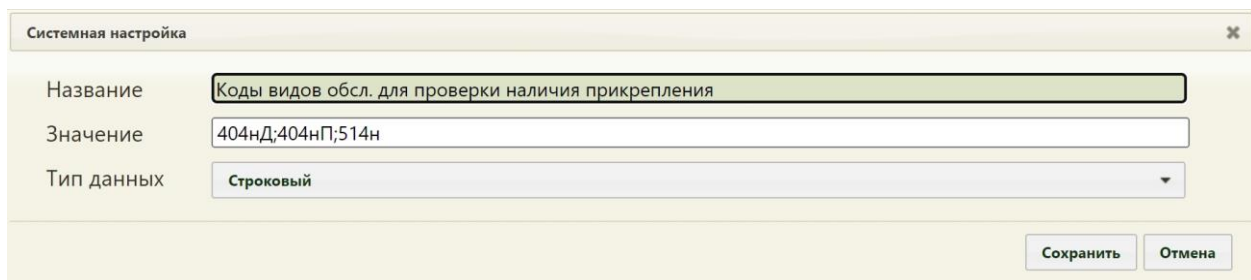 Системная настройка
Название Коды видов обсл. для проверки наличия прикрепления
Значение 404нД;404нП;514н
Тип данных Строковый
Сохранить Отмена